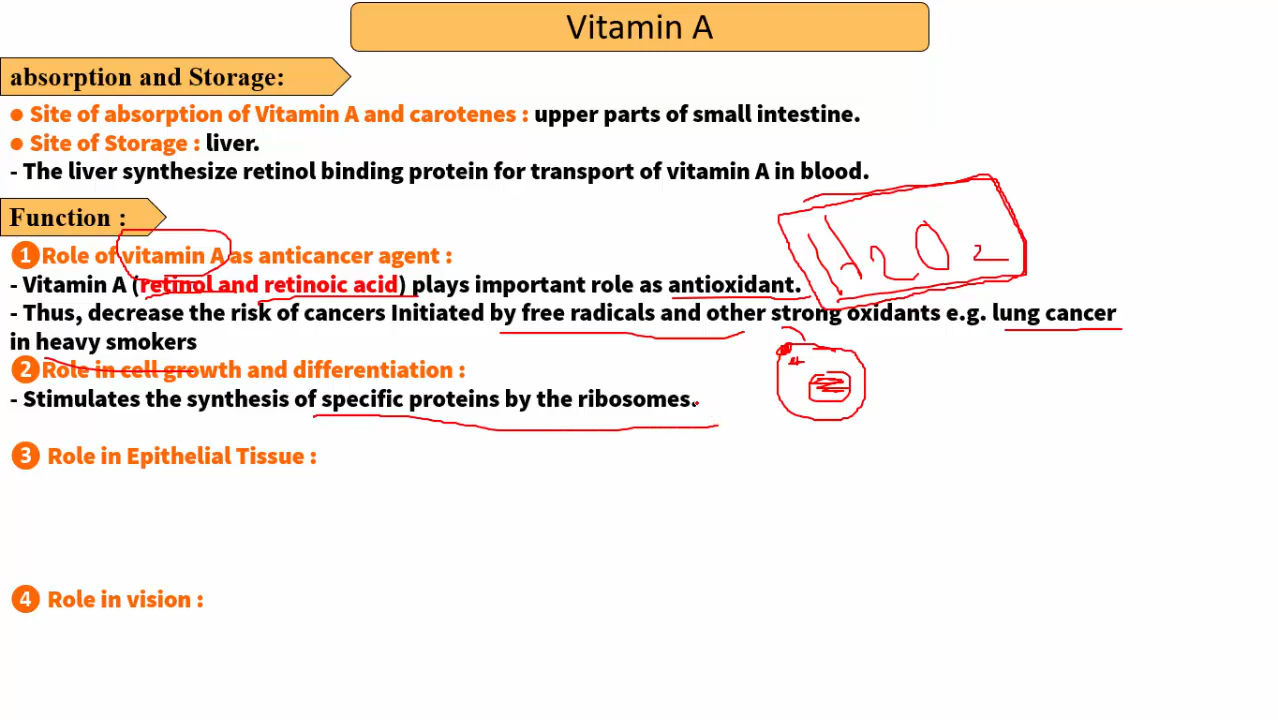 Vitamin A
absorption and Storage:
● Site of absorption of Vitamin A and carotenes : upper parts of small intestine.
● Site of Storage : liver.
- The liver synthesize retinol binding protein for transport of vitamin A in blood.
Function :
1 Role of vitamin A as anticancer agent :
- Vitamin A (retinol and retinoic acid) plays important role as antioxidant.
H2O2
- Thus, decrease the risk of cancers Initiated by free radicals and other strong oxidants e.g. lung cancer
in heavy smokers
2 Role in cell growth and differentiation :
- Stimulates the synthesis of specific proteins by the ribosomes.
3 Role in Epithelial Tissue :
4 Role in vision :